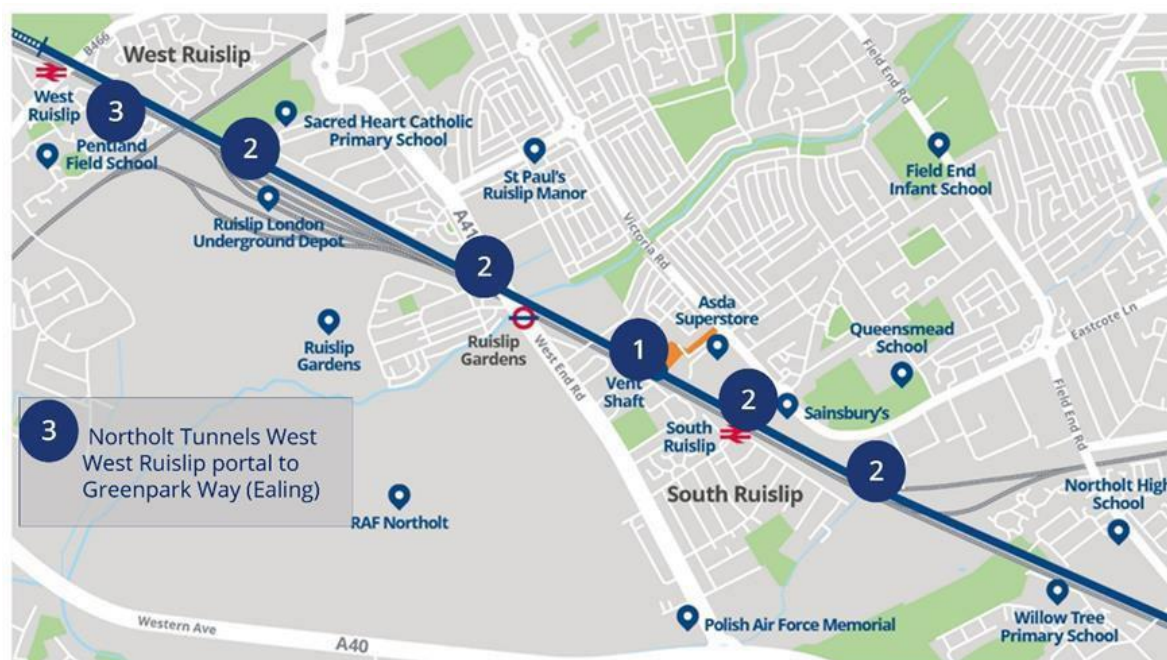 B466
West Ruislip
West
Ruislip
3
Pentland
Field School
2
Sacred Heart Catholic
Primary School
Ruislip London
Underground Depot
St Paul's
Ruislip Manor
A41
2
Victoria Rd
Field End Rd
Field End
Infant School
Ruislip
Gardens
Ruislip
Gardens
West End Rd
1
Vent
Shaft
Asda
Superstore
Queensmead
School
Eastcote Ln
2
Sainsbury's
South
Ruislip
2
South Ruislip
Field End Rd
Northolt High
School
3
Northolt Tunnels West
West Ruislip portal to
Greenpark Way (Ealing)
RAF Northolt
Western Ave
A40
Polish Air Force Memorial
Willow Tree
Primary School